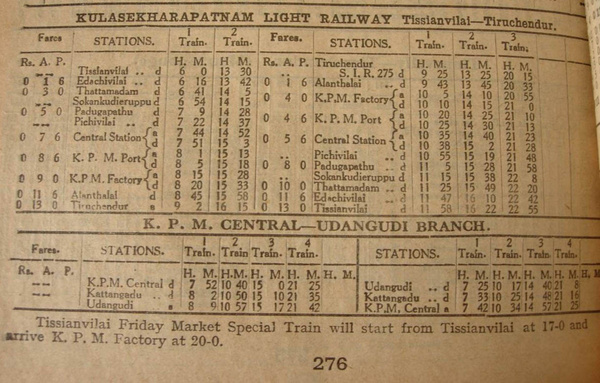 KULASEKHARAPATNAM LIGHT RAILWAY Tissianvilai—Tiruchendur.
Fares STATIONS. 1 Train. 2 Train. Fares. STATIONS. 1 Train. 2 Train. 3 Train.
Rs. A. P. H. M. H. M. Rs. A. P. Tiruchendur H. M. H. M. H. M.
Tissianvilai .. d 6 0 13 30 S. I. R. 275 d 9 25 13 25 20 15
0 1 6 Edachivilai .. d 6 16 13 42 0 1 6 Alanthalai .. d 9 43 13 45 20 33
0 3 0 Thattamadam d 6 41 14 5 0 4 0 K.P.M. Factory a 10 5 14 10 20 55
Sokankudieruppu d 6 54 14 15 d 10 10 14 15 21 0
0 5 0 Padugapathu d 7 9 14 28 0 4 6 K. P. M. Port a 10 20 14 25 21 10
Pichivilai .. d 7 22 14 37 d 10 25 14 30 21 13
0 7 6 Central Station a 7 44 14 52 0 5 6 Central Station a 10 35 14 40 21 23
d 7 51 15 3 d 10 38 15 2 21 28
0 8 6 K. P. M. Port a 8 1 15 13 Pichivilai d 10 55 15 19 21 48
d 8 5 15 18 0 8 0 Padugapathu .. d 11 5 15 28 21 58
0 9 0 K.P.M. Factory a 8 15 15 28 Sokankudieruppu d 11 15 15 38 22 8
d 8 20 15 33 0 10 0 Thattamadam .. d 11 25 15 49 22 20
0 11 6 Alanthalai d 8 45 15 58 0 11 6 Edachivilai .. d 11 47 16 10 22 42
0 13 0 Tiruchendur a 9 2 16 15 0 13 0 Tissianvilai a 11 58 16 22 22 55
K. P. M. CENTRAL—UDANGUDI BRANCH.
Fares. STATIONS. 1 Train. 2 Train. 3 Train. 4 Train. STATIONS. 1 Train. 2 Train. 3 Train. 4 Train.
Rs. A. P. H. M. H. M. H. M. H. M. H. M. H. M. H. M. H. M. H. M. H. M.
K.P.M. Central d 7 52 10 40 15 0 21 25 Udangudi .. d 7 25 10 17 14 40 21 8
Kattangadu .. d 8 2 10 50 15 10 21 35 Kattangadu .. d 7 33 10 25 14 48 21 16
Udangudi a 8 9 10 57 15 17 21 42 K.P.M. Central a 7 42 10 34 14 57 21 25
Tissianvilai Friday Market Special Train will start from Tissianvilai at 17-0 and
arrive K. P. M. Factory at 20-0.
276